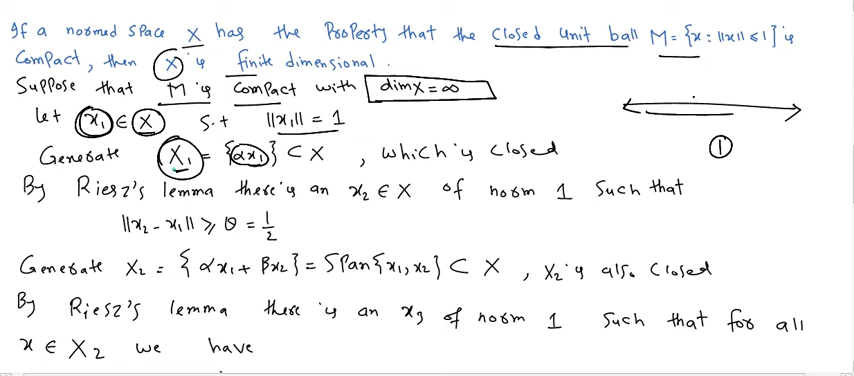 If a normed space X has the Property that the closed unit ball M = {x : ||x|| ≤ 1} is
Compact, then X is finite dimensional.
Suppose that M is Compact with dim X = ∞
Let x₁ ∈ X s.t ||x₁|| = 1
Generate X₁ = {αx₁} ⊂ X , which is closed
①
By Riesz's lemma there is an x₂ ∈ X of norm 1 Such that
||x₂ - x₁|| ≥ θ = 1/2
Generate X₂ = {αx₁ + βx₂} = Span{x₁, x₂} ⊂ X , X₂ is also closed
By Riesz's lemma there is an x₃ of norm 1 Such that for all
x ∈ X₂ we have